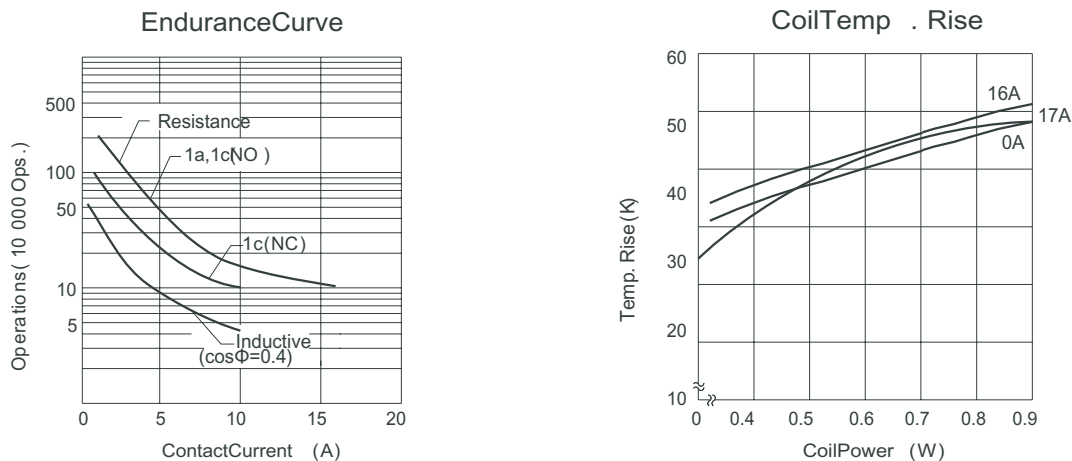 EnduranceCurve
Operations( 10 000 Ops.)
500
100
50
10
5
Resistance
1a,1c(NO )
1c(NC)
Inductive
(cosΦ=0.4)
0 5 10 15 20
ContactCurrent (A)
CoilTemp . Rise
Temp. Rise(K)
60
50
40
30
20
10
16A
17A
0A
0 0.4 0.5 0.6 0.7 0.8 0.9
CoilPower (W)